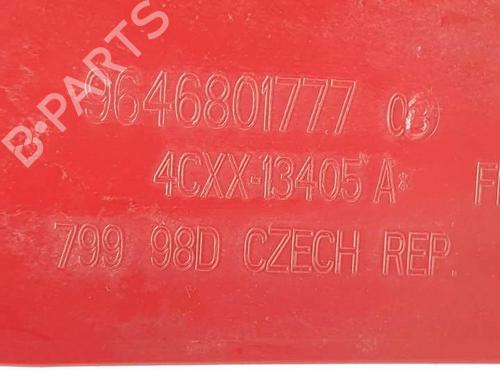 B-PARTS
9646801777 03
4CXX-13405 A*
799 98D CZECH REP.